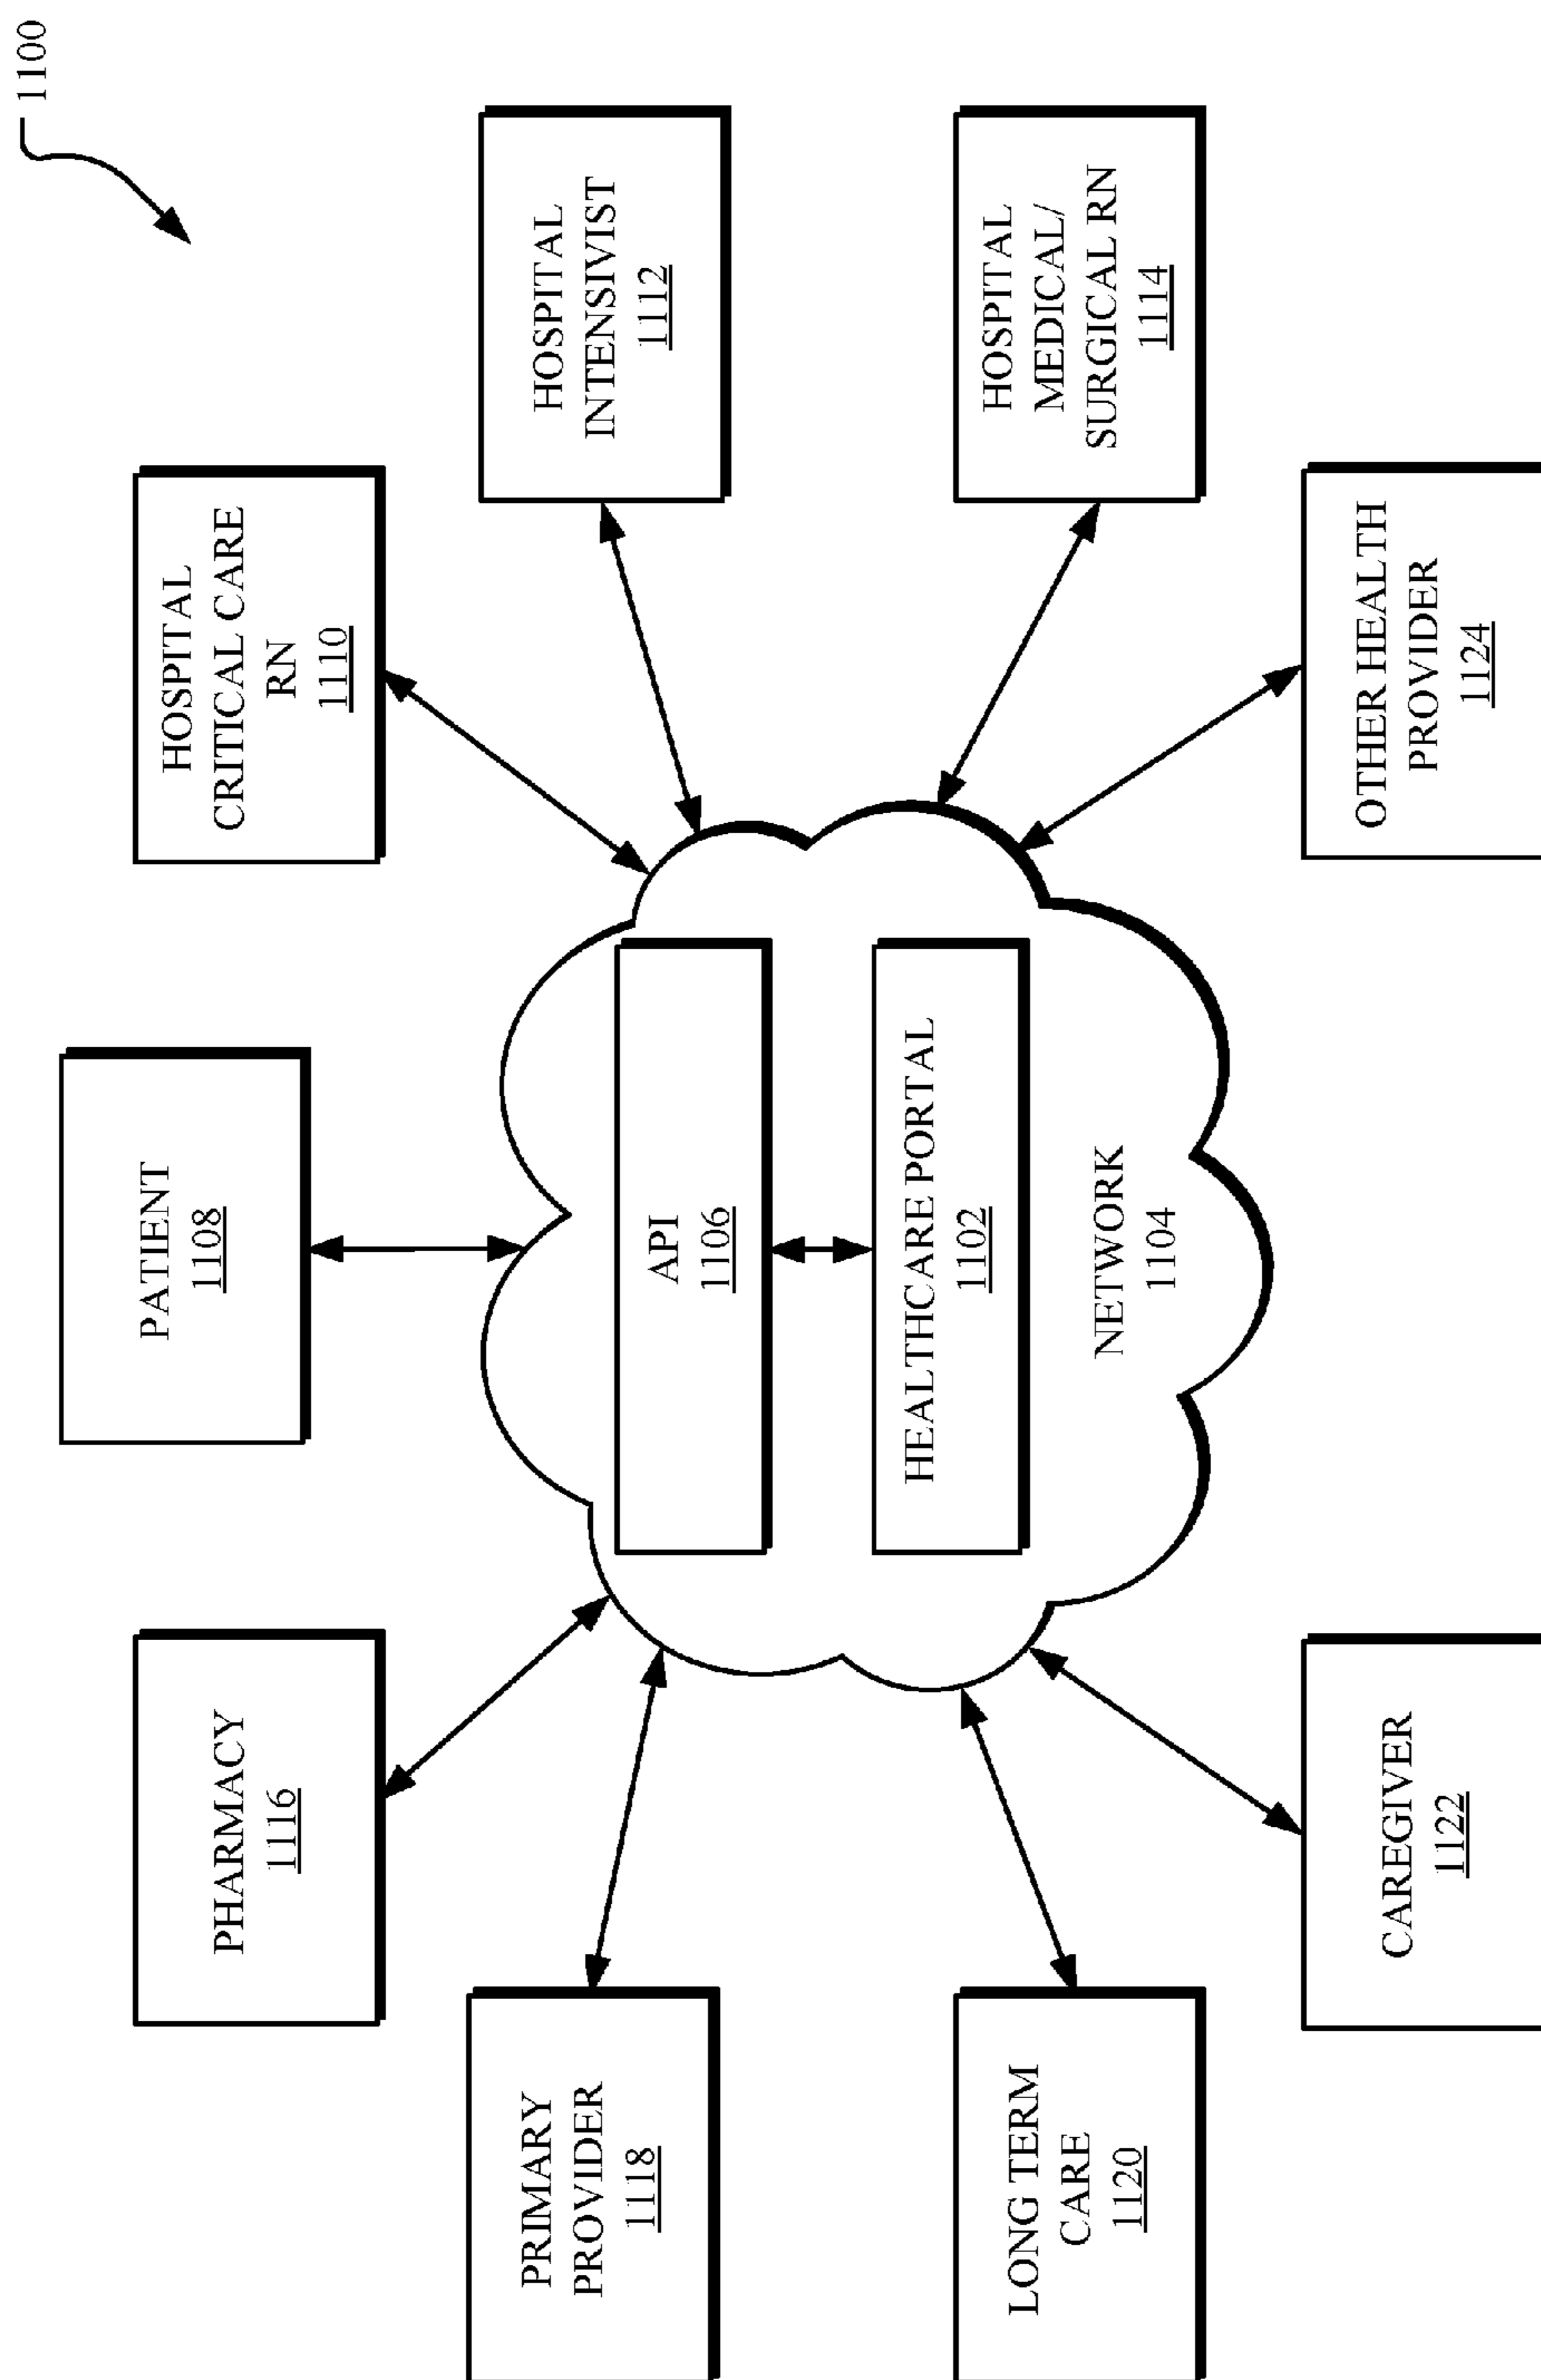 1100
PATIENT
1108
PHARMACY
1116
HOSPITAL
CRITICAL CARE
RN
1110
PRIMARY
PROVIDER
1118
HOSPITAL
INTENSIVIST
1112
API
1106
HEALTHCARE PORTAL
1102
NETWORK
1104
LONG TERM
CARE
1120
HOSPITAL
MEDICAL/
SURGICAL RN
1114
CAREGIVER
1122
OTHER HEALTH
PROVIDER
1124